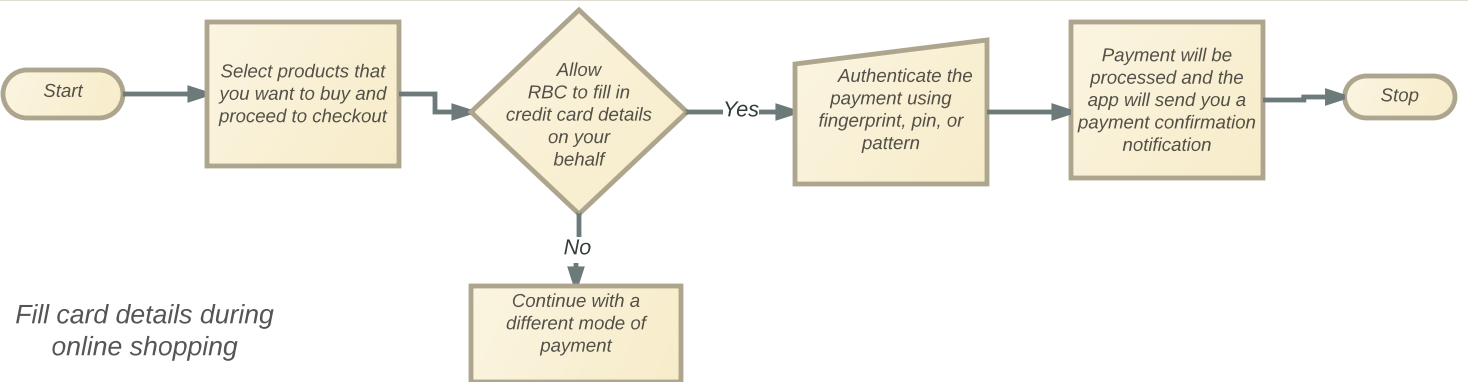 Start
Select products that
you want to buy and
proceed to checkout
Allow
RBC to fill in
credit card details
on your
behalf
Yes
Authenticate the
payment using
fingerprint, pin, or
pattern
Payment will be
processed and the
app will send you a
payment confirmation
notification
Stop
No
Continue with a
different mode of
payment
Fill card details during
online shopping